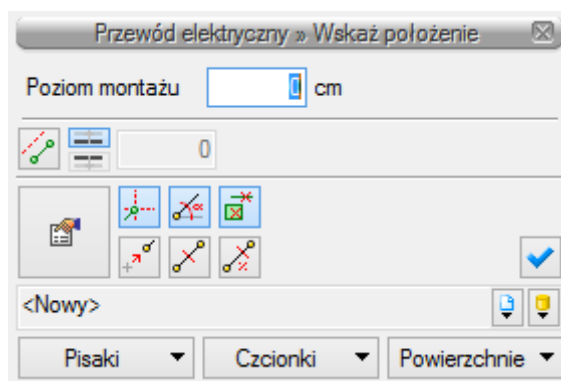 Przewód elektryczny » Wskaż położenie
Poziom montażu 0 cm
0
<Nowy>
Pisaki Czcionki Powierzchnie